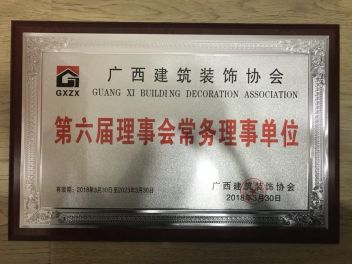 广西建筑装饰协会
GXZX
GUANG XI BUILDING DECORATION ASSOCIATION
第六届理事会常务理事单位
有效期：2018年3月30日至2023年3月30日
广西建筑装饰协会
2018年3月30日